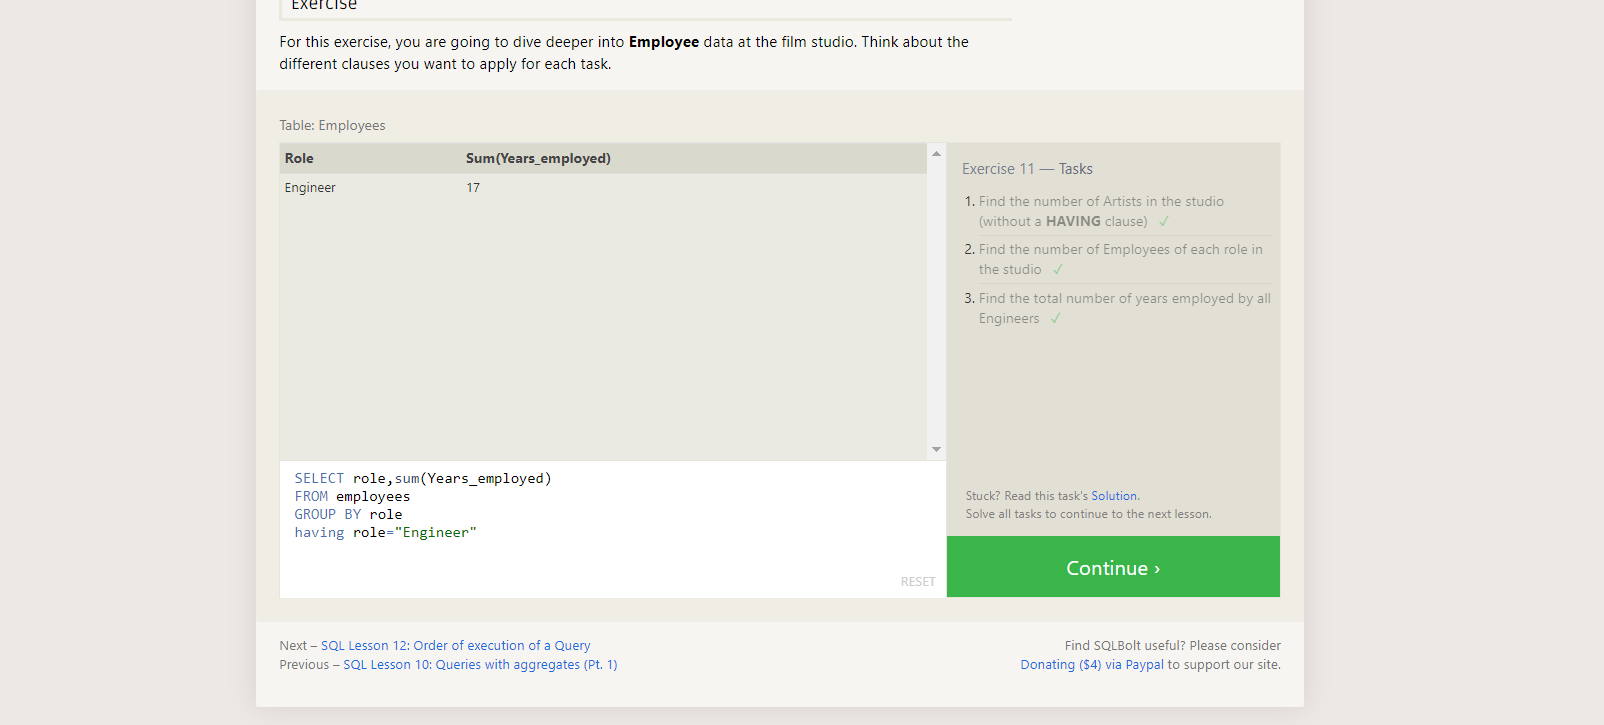 Exercise
For this exercise, you are going to dive deeper into Employee data at the film studio. Think about the
different clauses you want to apply for each task.
Table: Employees
Role Sum(Years_employed)
Engineer 17
SELECT role,sum(Years_employed)
FROM employees
GROUP BY role
having role="Engineer"
RESET
Exercise 11 — Tasks
1. Find the number of Artists in the studio
(without a HAVING clause) ✓
2. Find the number of Employees of each role in
the studio ✓
3. Find the total number of years employed by all
Engineers ✓
Stuck? Read this task's Solution.
Solve all tasks to continue to the next lesson.
Continue ›
Next – SQL Lesson 12: Order of execution of a Query
Previous – SQL Lesson 10: Queries with aggregates (Pt. 1)
Find SQLBolt useful? Please consider
Donating ($4) via Paypal to support our site.